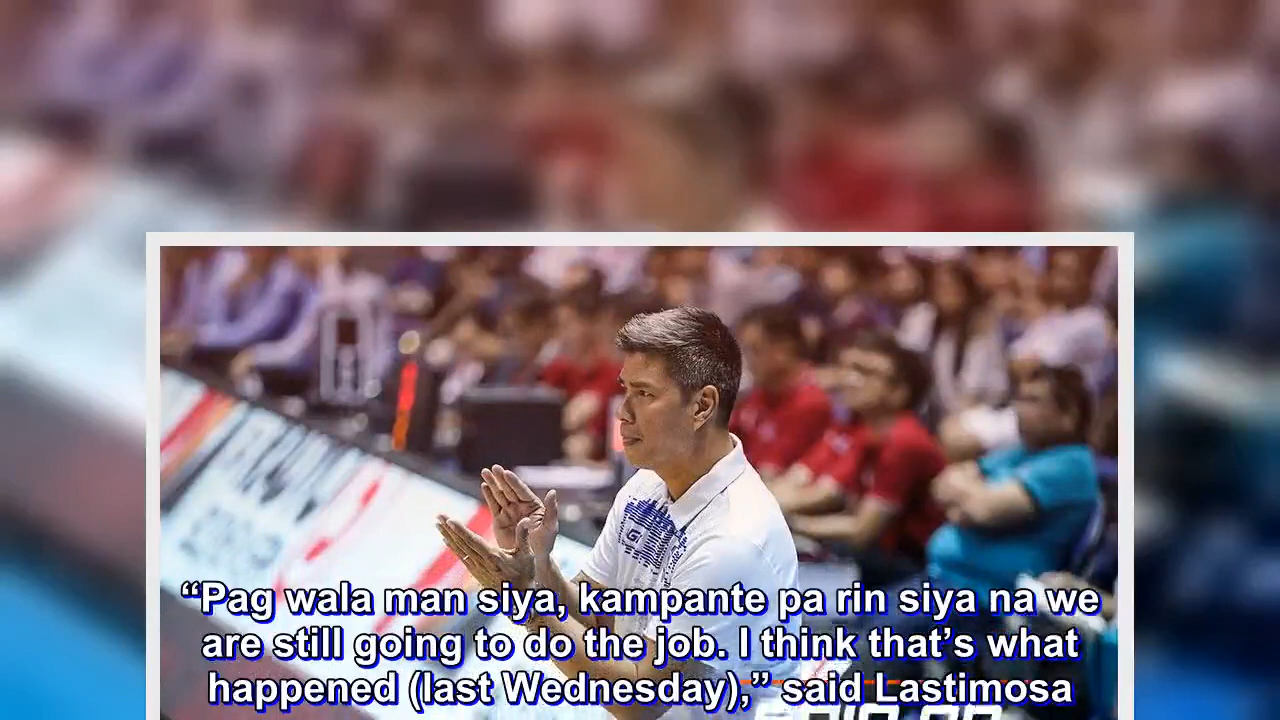 “Pag wala man siya, kampante pa rin siya na we
are still going to do the job. I think that’s what
happened (last Wednesday),” said Lastimosa